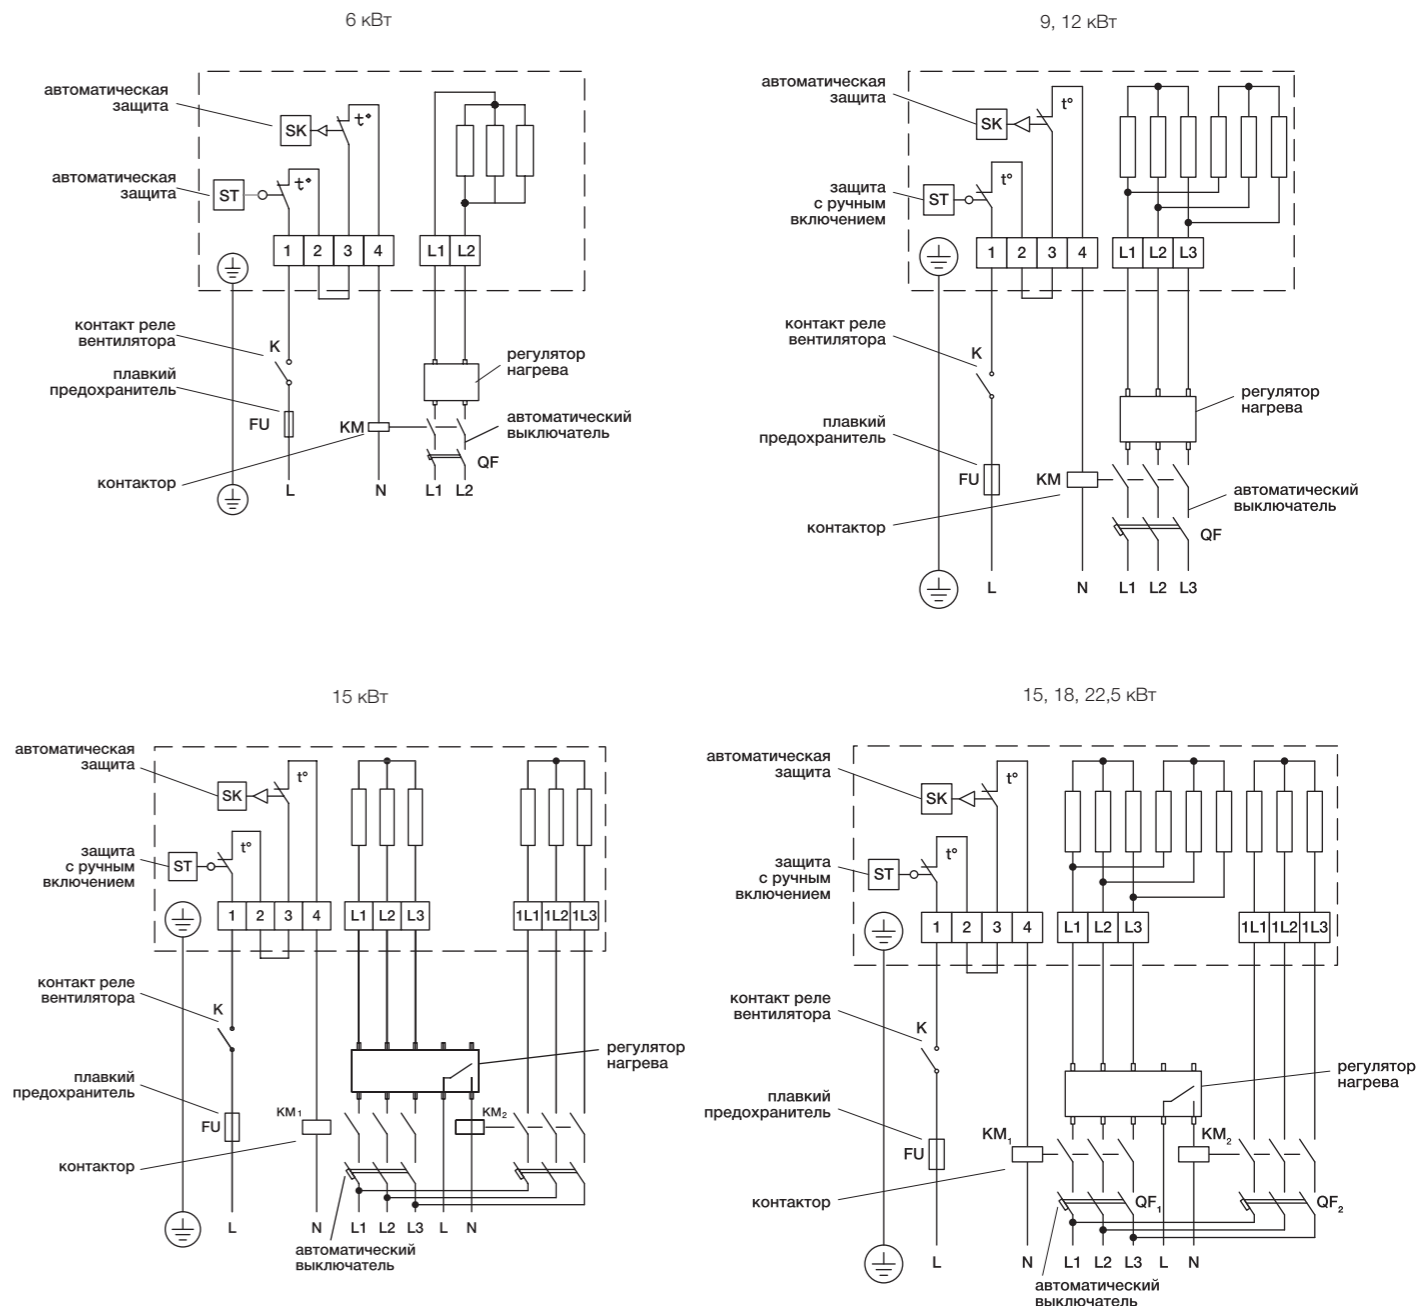 6 кВт
автоматическая
защита
SK
t°
автоматическая
защита
ST
t°
1 2 3 4 L1 L2
контакт реле
вентилятора
K
плавкий
предохранитель
FU
регулятор
нагрева
KM
автоматический
выключатель
QF
контактор
L N L1 L2
9, 12 кВт
автоматическая
защита
SK
t°
защита
с ручным
включением
ST
t°
1 2 3 4 L1 L2 L3
контакт реле
вентилятора
K
регулятор
нагрева
плавкий
предохранитель
FU
KM
автоматический
выключатель
контактор
QF
L N L1 L2 L3
15 кВт
автоматическая
защита
SK
t°
защита
с ручным
включением
ST
t°
1 2 3 4 L1 L2 L3 1L1 1L2 1L3
контакт реле
вентилятора
K
регулятор
нагрева
плавкий
предохранитель
FU
KM1
KM2
контактор
L N L1 L2 L3 L N
автоматический
выключатель
15, 18, 22,5 кВт
автоматическая
защита
SK
t°
защита
с ручным
включением
ST
t°
1 2 3 4 L1 L2 L3 1L1 1L2 1L3
контакт реле
вентилятора
K
регулятор
нагрева
плавкий
предохранитель
FU
KM1
KM2
контактор
QF1
QF2
L N L1 L2 L3 L N
автоматический
выключатель